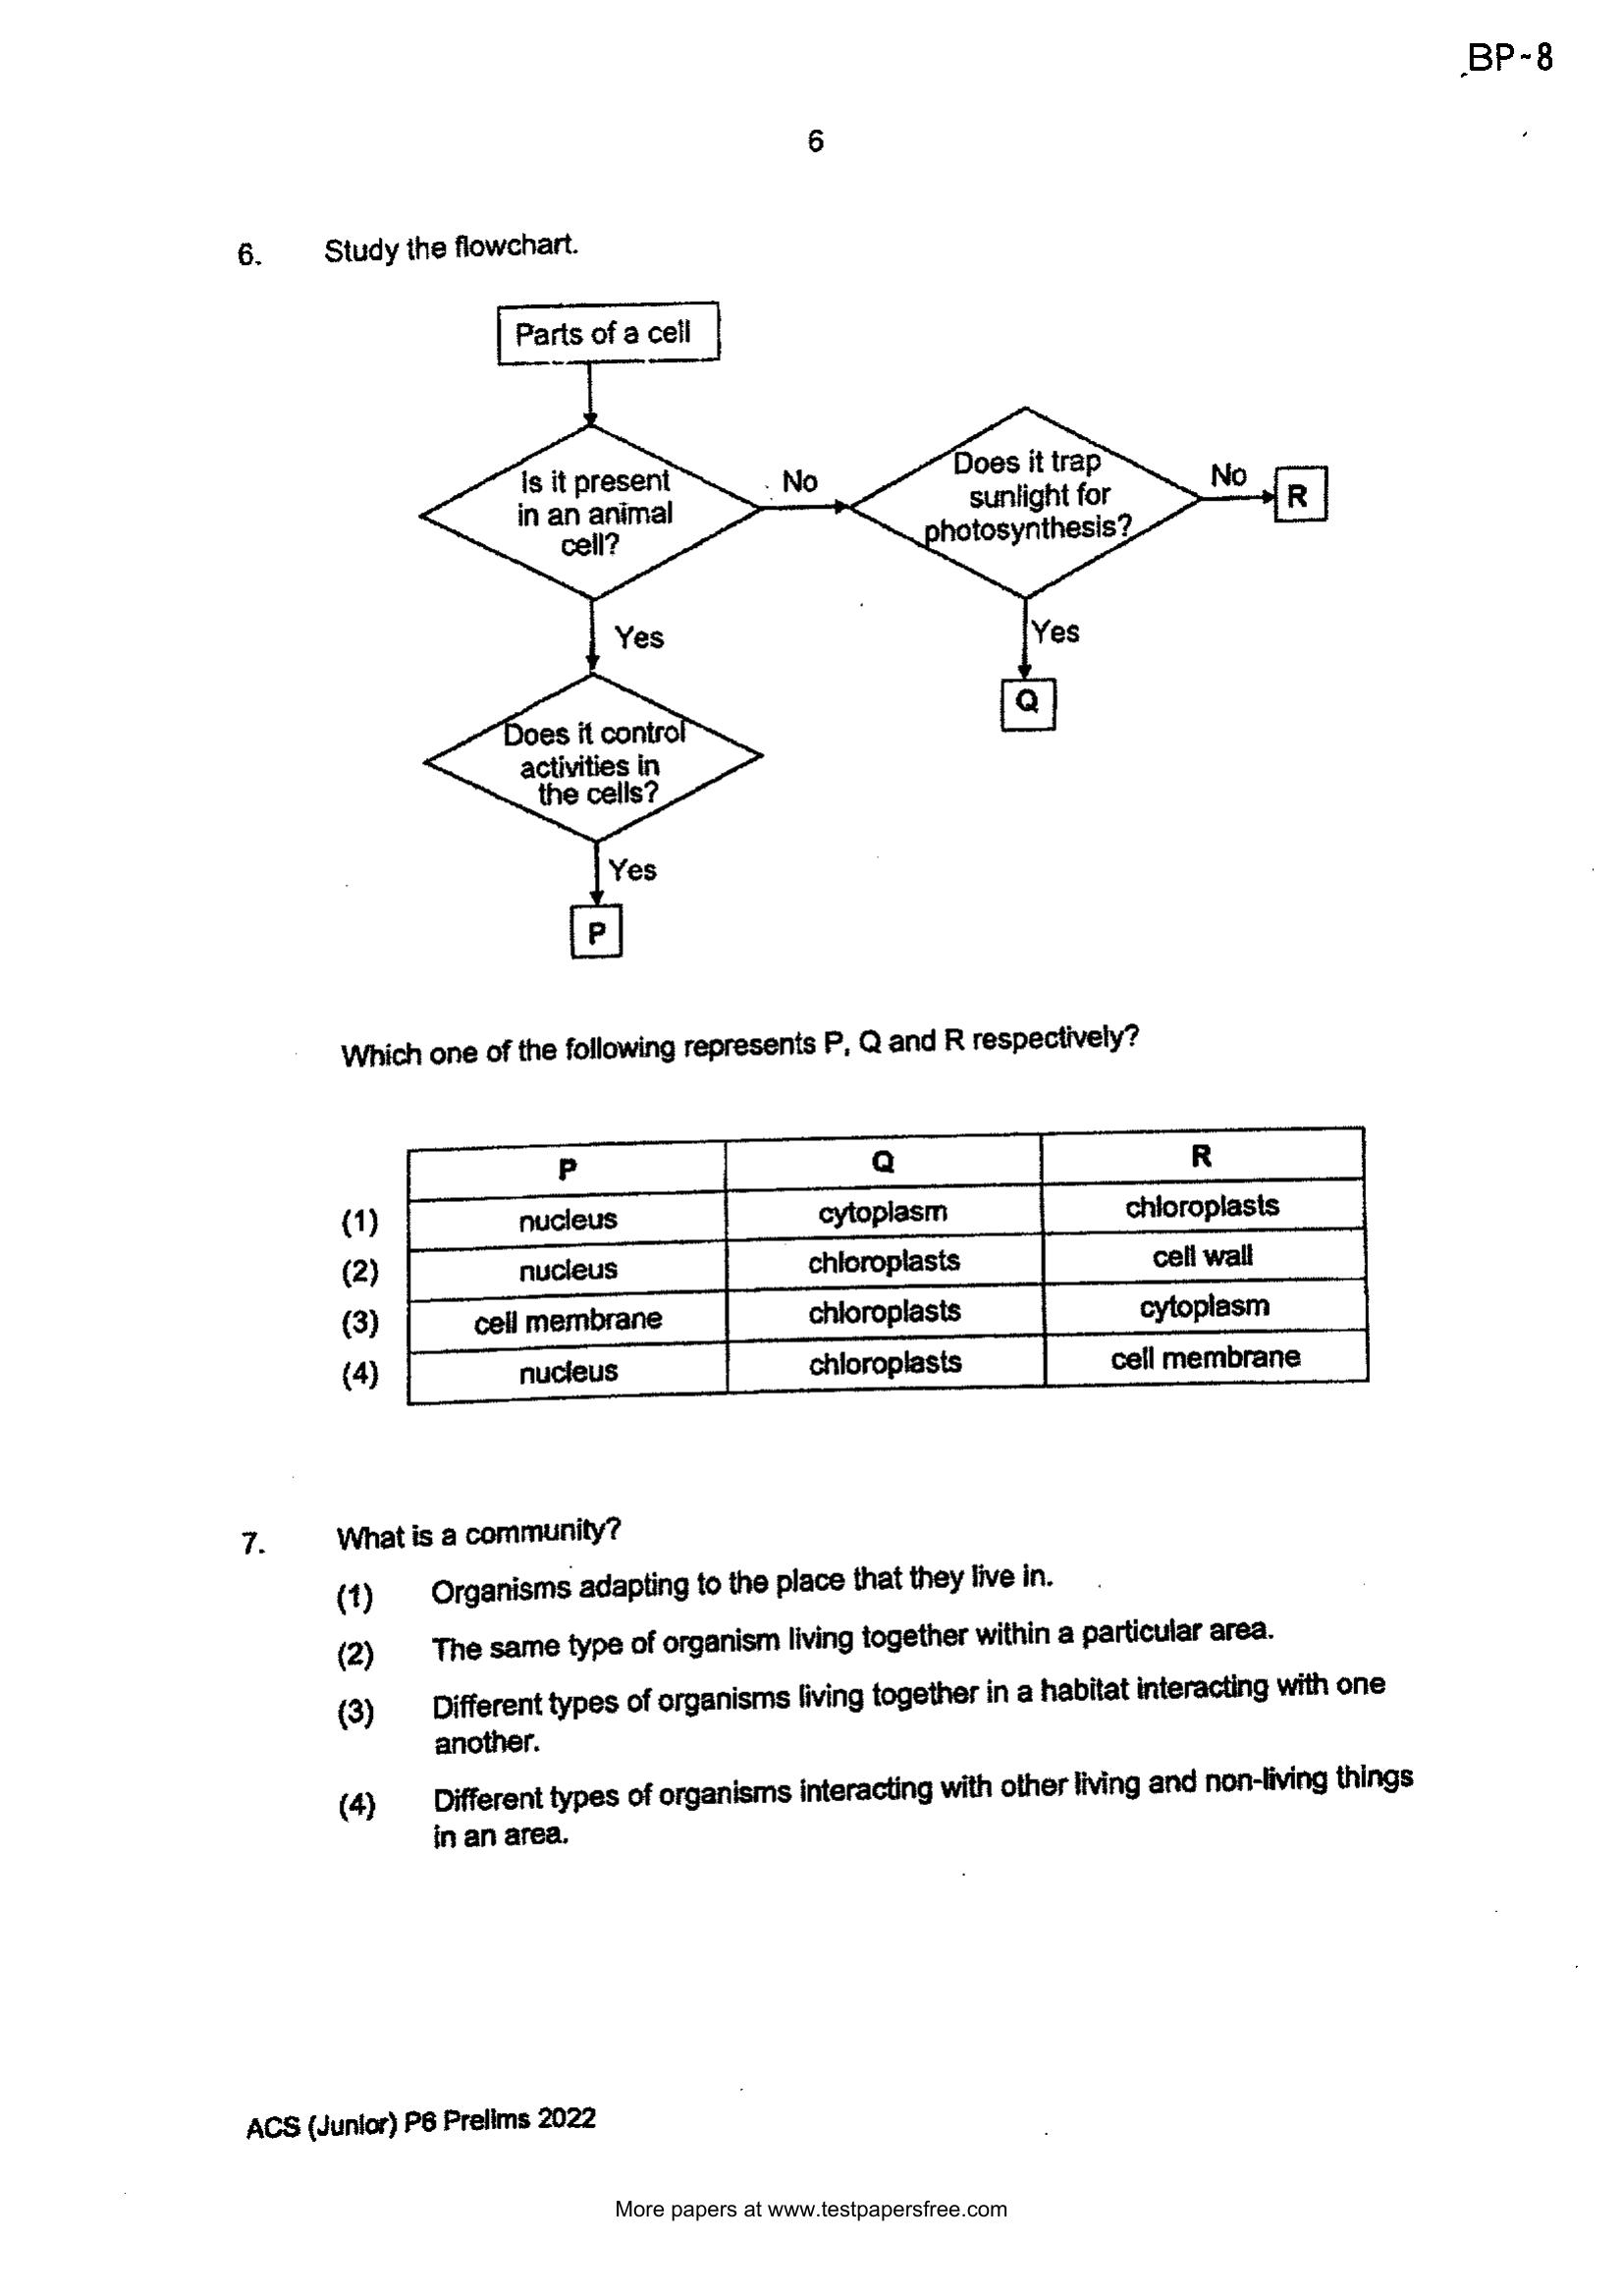 BP-8
6
6. Study the flowchart.
Parts of a cell
Is it present
in an animal
cell?
No
Does it trap
sunlight for
photosynthesis?
No
R
Yes
Yes
Q
Does it control
activities in
the cells?
Yes
P
Which one of the following represents P, Q and R respectively?
P Q R
(1) nucleus cytoplasm chloroplasts
(2) nucleus chloroplasts cell wall
(3) cell membrane chloroplasts cytoplasm
(4) nucleus chloroplasts cell membrane
7. What is a community?
(1) Organisms adapting to the place that they live in.
(2) The same type of organism living together within a particular area.
(3) Different types of organisms living together in a habitat interacting with one
another.
(4) Different types of organisms interacting with other living and non-living things
in an area.
ACS (Junior) P6 Prelims 2022
More papers at www.testpapersfree.com